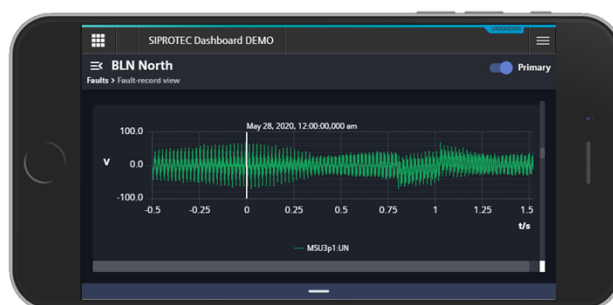 UNKNOWN
SIPROTEC Dashboard DEMO
BLN North
Primary
Faults > Fault-record view
May 28, 2020, 12:00:00,000 am
100.0
V
0.0
-100.0
-0.5 -0.25 0 0.25 0.5 0.75 1 1.25 1.5
t/s
MSU3p1:UN